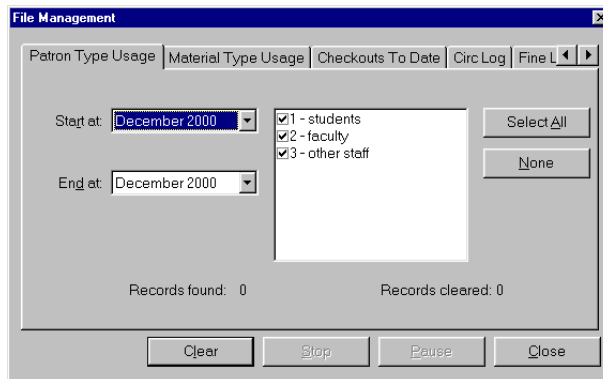 File Management
Patron Type Usage Material Type Usage Checkouts To Date Circ Log Fine L
Start at: December 2000
1 - students
2 - faculty
3 - other staff
Select All
None
End at: December 2000
Records found: 0 Records cleared: 0
Clear Stop Pause Close